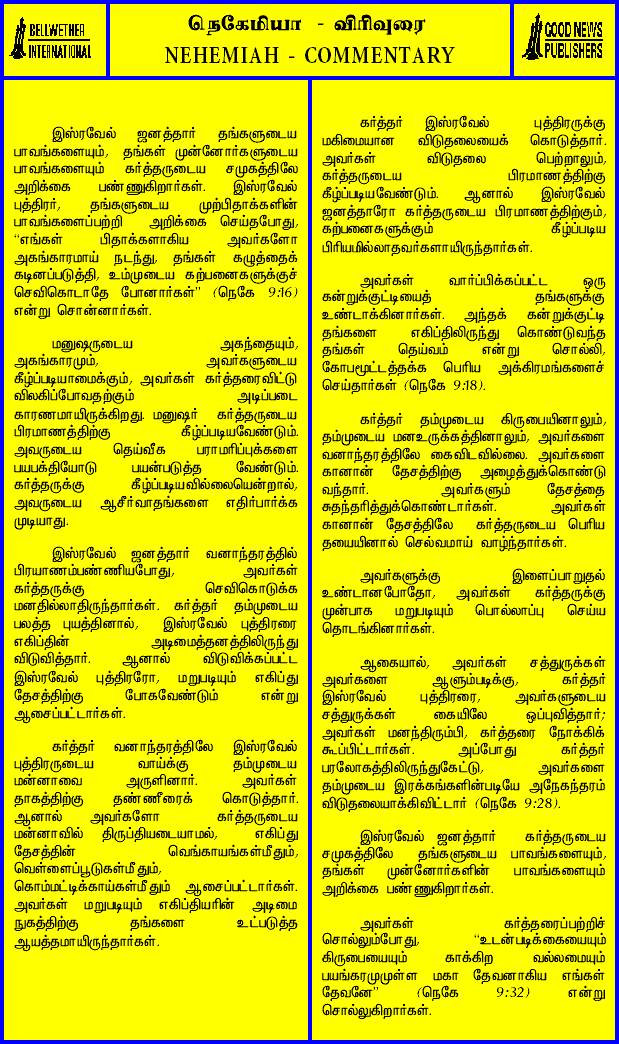 BELLWETHER
INTERNATIONAL
நெகேமியா - விரிவுரை
NEHEMIAH - COMMENTARY
GOOD NEWS
PUBLISHERS
இஸ்ரவேல் ஜனத்தார் தங்களுடைய
பாவங்களையும், தங்கள் முன்னோர்களுடைய
பாவங்களையும் கர்த்தருடைய சமுகத்திலே
அறிக்கை பண்ணுகிறார்கள். இஸ்ரவேல்
புத்திரர், தங்களுடைய முற்பிதாக்களின்
பாவங்களைப்பற்றி அறிக்கை செய்தபோது,
“எங்கள் பிதாக்களாகிய அவர்களோ
அகங்காரமாய் நடந்து, தங்கள் கழுத்தைக்
கடினப்படுத்தி, உம்முடைய கற்பனைகளுக்குச்
செவிகொடாதே போனார்கள்” (நெகே 9:16)
என்று சொன்னார்கள்.
மனுஷருடைய அகந்தையும்,
அகங்காரமும், அவர்களுடைய
கீழ்ப்படியாமைக்கும், அவர்கள் கர்த்தரைவிட்டு
விலகிப்போவதற்கும் அடிப்படை
காரணமாயிருக்கிறது. மனுஷர் கர்த்தருடைய
பிரமாணத்திற்கு கீழ்ப்படியவேண்டும்.
அவருடைய தெய்வீக பராமரிப்புக்களை
பயபக்தியோடு பயன்படுத்த வேண்டும்.
கர்த்தருக்கு கீழ்ப்படியவில்லையென்றால்,
அவருடைய ஆசீர்வாதங்களை எதிர்பார்க்க
முடியாது.
இஸ்ரவேல் ஜனத்தார் வனாந்தரத்தில்
பிரயாணம்பண்ணியபோது, அவர்கள்
கர்த்தருக்கு செவிகொடுக்க
மனதில்லாதிருந்தார்கள். கர்த்தர் தம்முடைய
பலத்த புயத்தினால், இஸ்ரவேல் புத்திரரை
எகிப்தின் அடிமைத்தனத்திலிருந்து
விடுவித்தார். ஆனால் விடுவிக்கப்பட்ட
இஸ்ரவேல் புத்திரரோ, மறுபடியும் எகிப்து
தேசத்திற்கு போகவேண்டும் என்று
ஆசைப்பட்டார்கள்.
கர்த்தர் வனாந்தரத்திலே இஸ்ரவேல்
புத்திரருடைய வாய்க்கு தம்முடைய
மன்னாவை அருளினார். அவர்கள்
தாகத்திற்கு தண்ணீரைக் கொடுத்தார்.
ஆனால் அவர்களோ கர்த்தருடைய
மன்னாவில் திருப்தியடையாமல், எகிப்து
தேசத்தின் வெங்காயங்கள்மீதும்,
வெள்ளைப்பூடுகள்மீதும்,
கொம்மட்டிக்காய்கள்மீதும் ஆசைப்பட்டார்கள்.
அவர்கள் மறுபடியும் எகிப்தியரின் அடிமை
நுகத்திற்கு தங்களை உட்படுத்த
ஆயத்தமாயிருந்தார்கள்.
கர்த்தர் இஸ்ரவேல் புத்திரருக்கு
மகிமையான விடுதலையைக் கொடுத்தார்.
அவர்கள் விடுதலை பெற்றாலும்,
கர்த்தருடைய பிரமாணத்திற்கு
கீழ்ப்படியவேண்டும். ஆனால் இஸ்ரவேல்
ஜனத்தாரோ கர்த்தருடைய பிரமாணத்திற்கும்,
கற்பனைகளுக்கும் கீழ்ப்படிய
பிரியமில்லாதவர்களாயிருந்தார்கள்.
அவர்கள் வார்ப்பிக்கப்பட்ட ஒரு
கன்றுக்குட்டியைத் தங்களுக்கு
உண்டாக்கினார்கள். அந்தக் கன்றுக்குட்டி
தங்களை எகிப்திலிருந்து கொண்டுவந்த
தங்கள் தெய்வம் என்று சொல்லி,
கோபமூட்டத்தக்க பெரிய அக்கிரமங்களைச்
செய்தார்கள் (நெகே 9:18).
கர்த்தர் தம்முடைய கிருபையினாலும்,
தம்முடைய மனஉருக்கத்தினாலும், அவர்களை
வனாந்தரத்திலே கைவிடவில்லை. அவர்களை
கானான் தேசத்திற்கு அழைத்துக்கொண்டு
வந்தார். அவர்களும் தேசத்தை
சுதந்தரித்துக்கொண்டார்கள். அவர்கள்
கானான் தேசத்திலே கர்த்தருடைய பெரிய
தயையினால் செல்வமாய் வாழ்ந்தார்கள்.
அவர்களுக்கு இளைப்பாறுதல்
உண்டானபோதோ, அவர்கள் கர்த்தருக்கு
முன்பாக மறுபடியும் பொல்லாப்பு செய்ய
தொடங்கினார்கள்.
ஆகையால், அவர்கள் சத்துருக்கள்
அவர்களை ஆளும்படிக்கு, கர்த்தர்
இஸ்ரவேல் புத்திரரை, அவர்களுடைய
சத்துருக்கள் கையிலே ஒப்புவித்தார்;
அவர்கள் மனந்திரும்பி, கர்த்தரை நோக்கிக்
கூப்பிட்டார்கள். அப்போது கர்த்தர்
பரலோகத்திலிருந்துகேட்டு, அவர்களை
தம்முடைய இரக்கங்களின்படியே அநேகந்தரம்
விடுதலையாக்கிவிட்டார் (நெகே 9:28).
இஸ்ரவேல் ஜனத்தார் கர்த்தருடைய
சமுகத்திலே தங்களுடைய பாவங்களையும்,
தங்கள் முன்னோர்களின் பாவங்களையும்
அறிக்கை பண்ணுகிறார்கள்.
அவர்கள் கர்த்தரைப்பற்றிச்
சொல்லும்போது, “உடன்படிக்கையையும்
கிருபையையும் காக்கிற வல்லமையும்
பயங்கரமுமுள்ள மகா தேவனாகிய எங்கள்
தேவனே” (நெகே 9:32) என்று
சொல்லுகிறார்கள்.